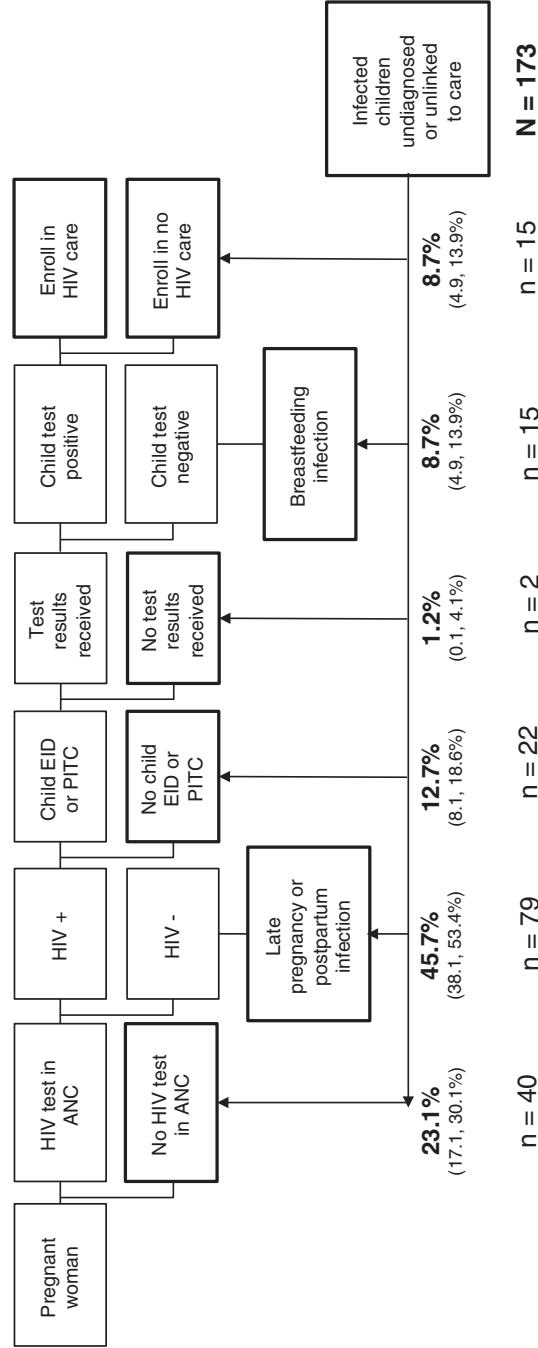 Pregnant
woman
HIV test in
ANC
No HIV test
in ANC
HIV +
HIV -
Late
pregnancy or
postpartum
infection
Child EID
or PITC
No child
EID or
PITC
Test
results
received
No test
results
received
Child test
positive
Child test
negative
Breastfeeding
infection
Enroll in
HIV care
Enroll in no
HIV care
Infected
children
undiagnosed
or unlinked
to care
23.1%
(17.1, 30.1%)
45.7%
(38.1, 53.4%)
12.7%
(8.1, 18.6%)
1.2%
(0.1, 4.1%)
8.7%
(4.9, 13.9%)
8.7%
(4.9, 13.9%)
n = 40
n = 79
n = 22
n = 2
n = 15
n = 15
N = 173